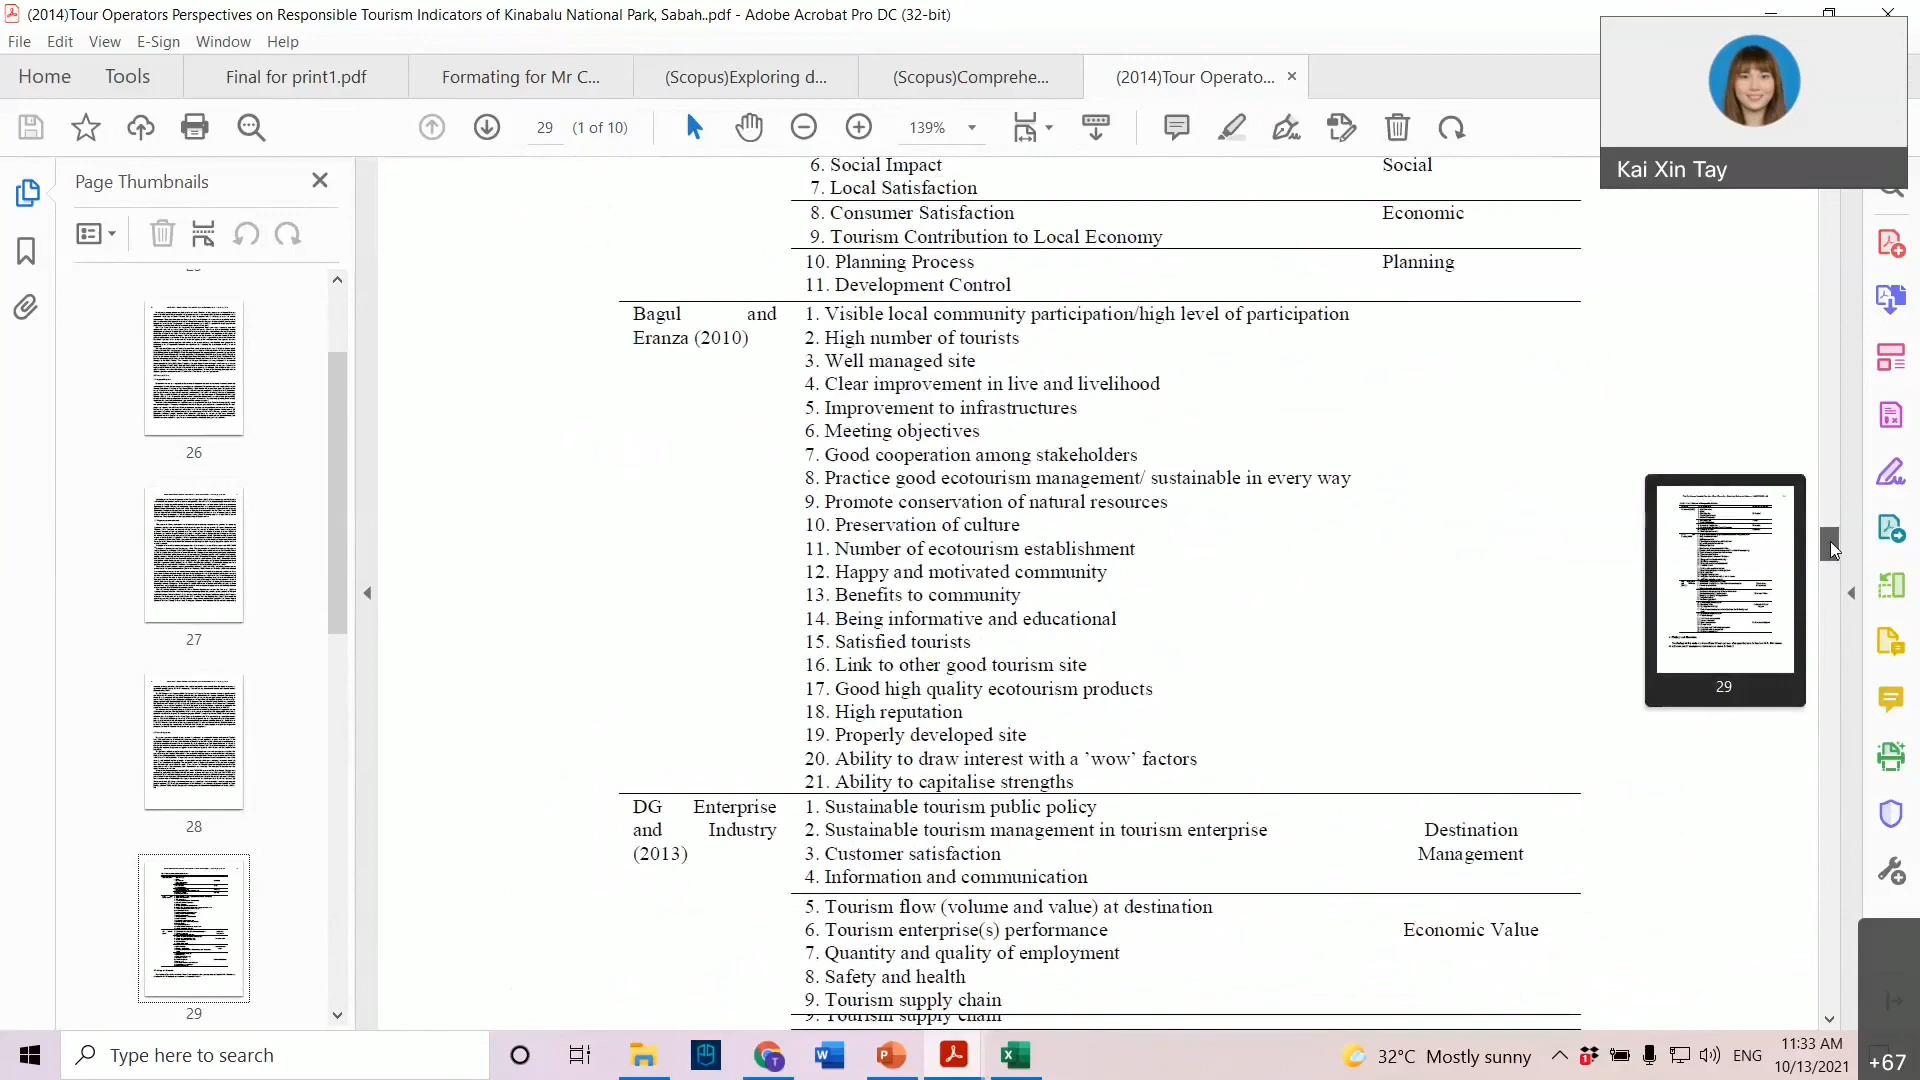 (2014)Tour Operators Perspectives on Responsible Tourism Indicators of Kinabalu National Park, Sabah..pdf - Adobe Acrobat Pro DC (32-bit)
File Edit View E-Sign Window Help
Home Tools Final for print1.pdf Formating for Mr C... (Scopus)Exploring d... (Scopus)Comprehe... (2014)Tour Operato...
29 (1 of 10) 139%
Kai Xin Tay
Page Thumbnails
26
27
28
29
6. Social Impact Social
7. Local Satisfaction
8. Consumer Satisfaction Economic
9. Tourism Contribution to Local Economy
10. Planning Process Planning
11. Development Control
Bagul and 1. Visible local community participation/high level of participation
Eranza (2010) 2. High number of tourists
3. Well managed site
4. Clear improvement in live and livelihood
5. Improvement to infrastructures
6. Meeting objectives
7. Good cooperation among stakeholders
8. Practice good ecotourism management/ sustainable in every way
9. Promote conservation of natural resources
10. Preservation of culture
11. Number of ecotourism establishment
12. Happy and motivated community
13. Benefits to community
14. Being informative and educational
15. Satisfied tourists
16. Link to other good tourism site
17. Good high quality ecotourism products
18. High reputation
19. Properly developed site
20. Ability to draw interest with a 'wow' factors
21. Ability to capitalise strengths
DG Enterprise 1. Sustainable tourism public policy
and Industry 2. Sustainable tourism management in tourism enterprise Destination
(2013) 3. Customer satisfaction Management
4. Information and communication
5. Tourism flow (volume and value) at destination
6. Tourism enterprise(s) performance Economic Value
7. Quantity and quality of employment
8. Safety and health
9. Tourism supply chain
9. Tourism supply chain
29
Type here to search
32°C Mostly sunny
ENG
11:33 AM
10/13/2021
+67